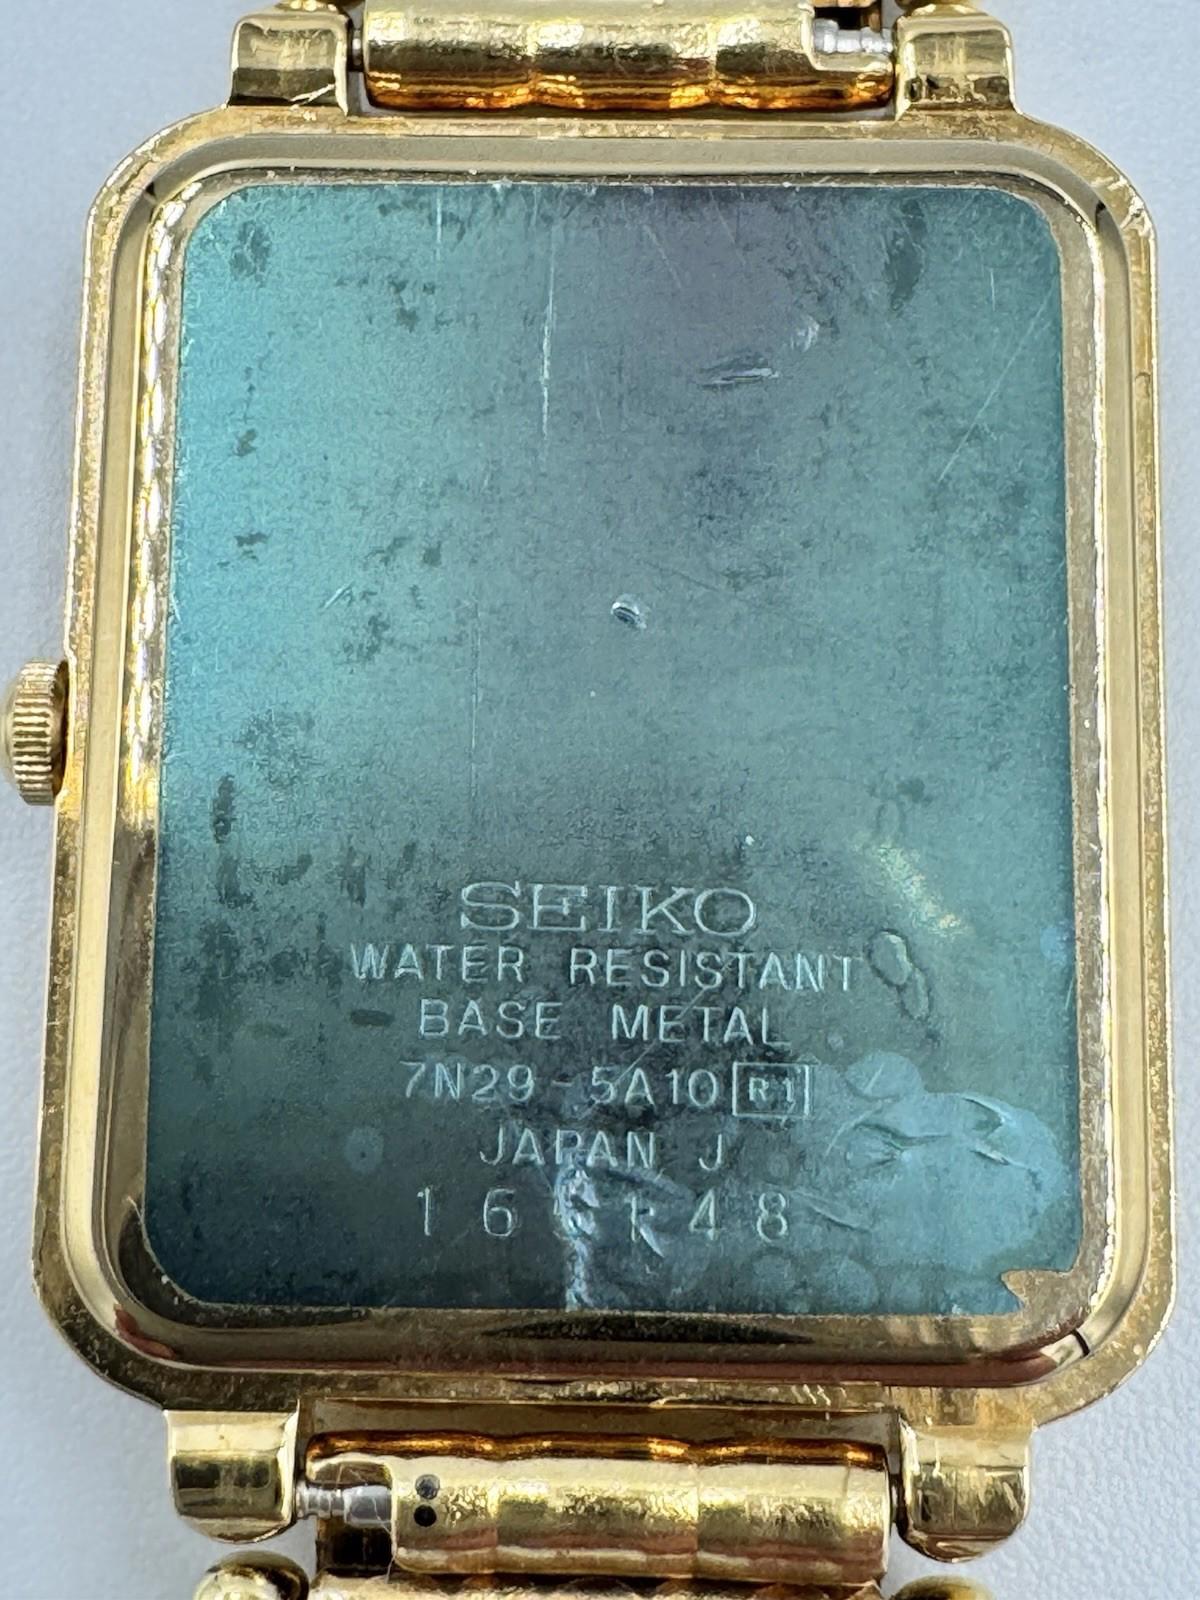 SEIKO
WATER RESISTANT
BASE METAL
7N29-5A10 R1
JAPAN J